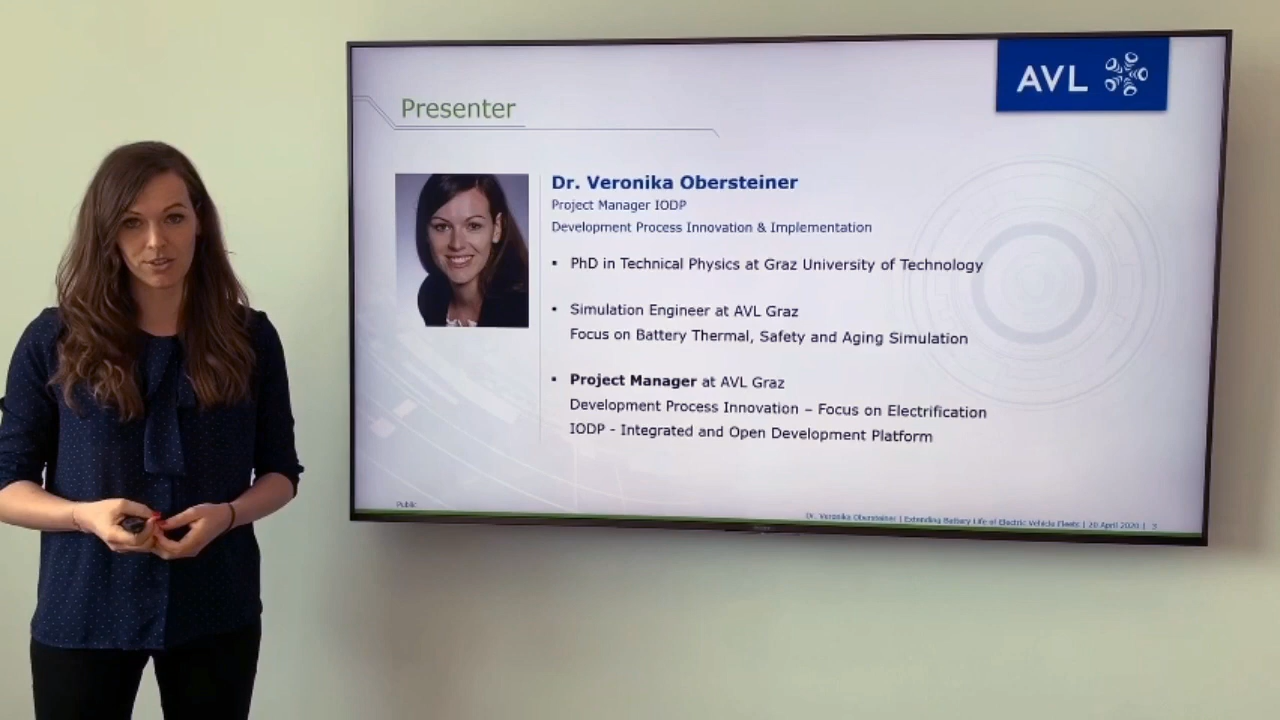 AVL
Presenter
Dr. Veronika Obersteiner
Project Manager IODP
Development Process Innovation & Implementation
• PhD in Technical Physics at Graz University of Technology
• Simulation Engineer at AVL Graz
Focus on Battery Thermal, Safety and Aging Simulation
• Project Manager at AVL Graz
Development Process Innovation – Focus on Electrification
IODP - Integrated and Open Development Platform
Public
Dr. Veronika Obersteiner | Extending Battery Life of Electric Vehicle Fleets | 20 April 2020 | 3